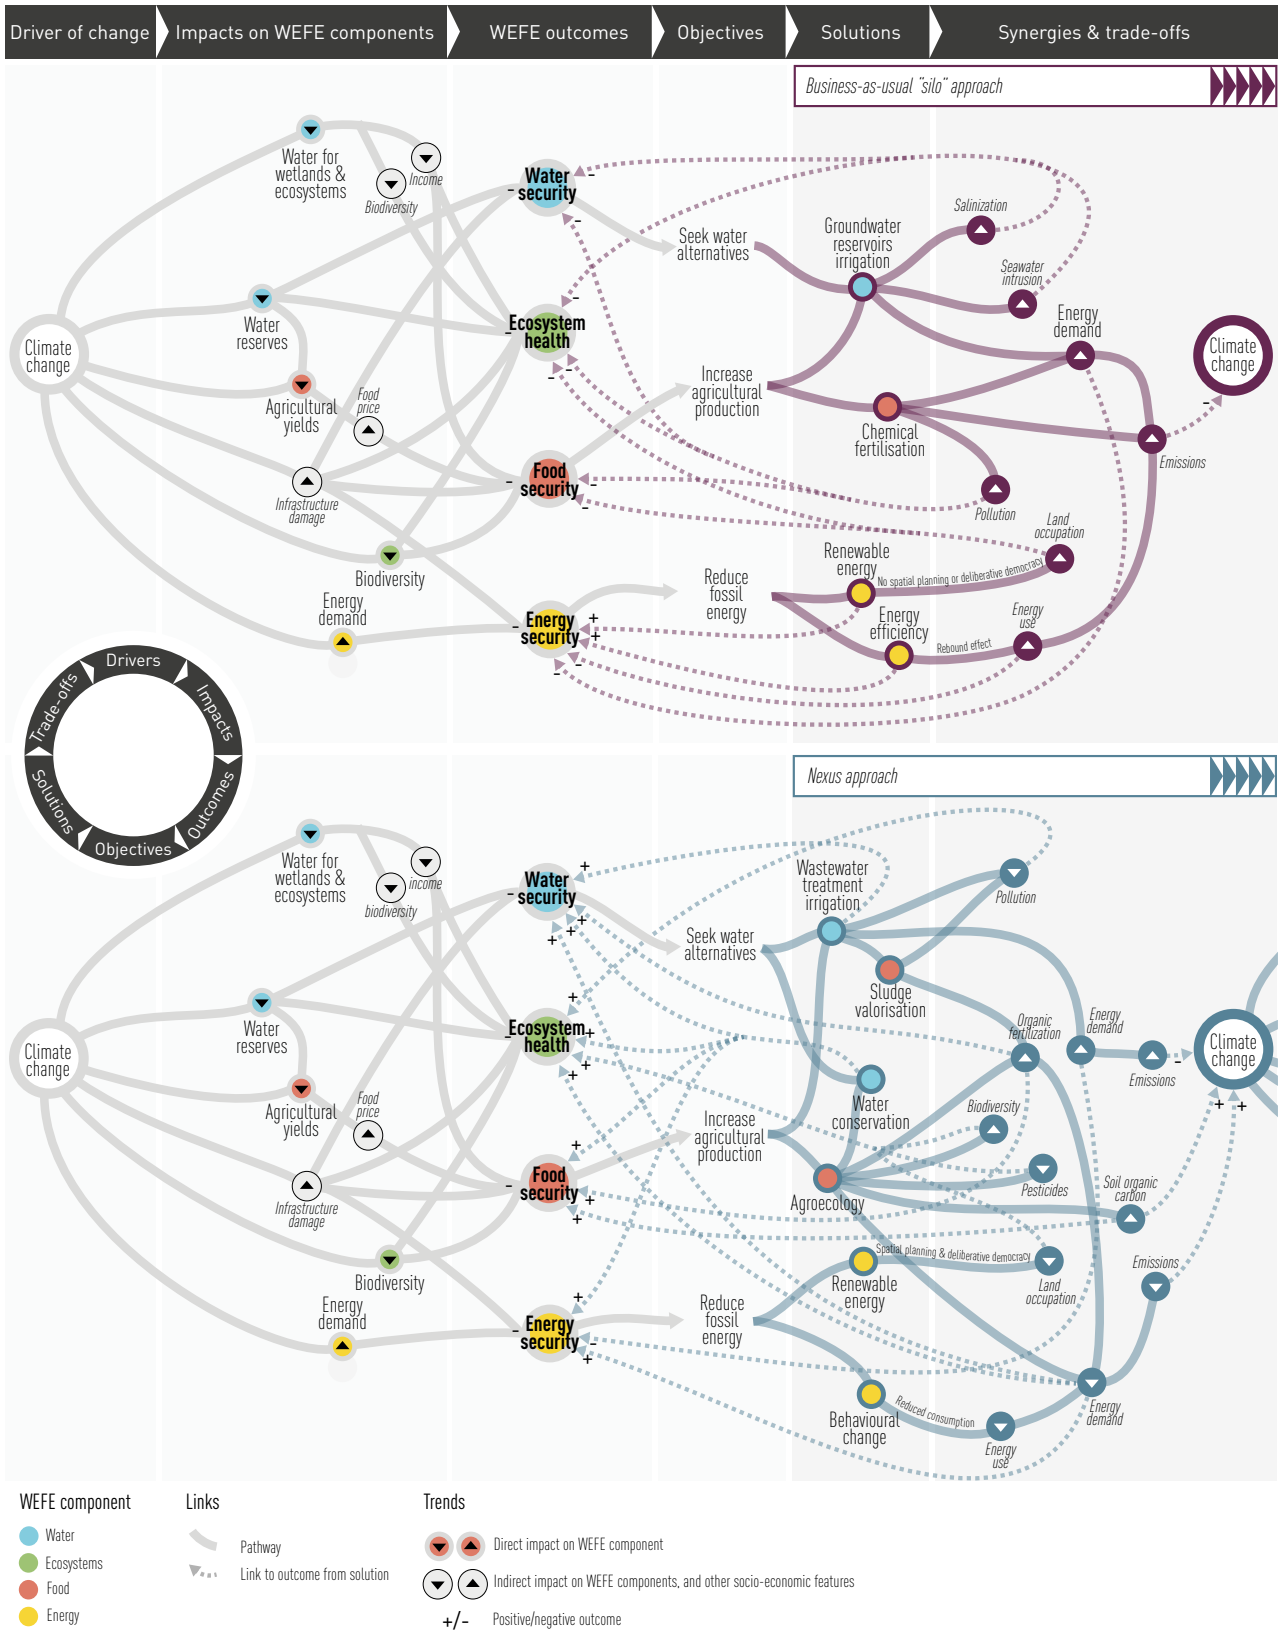 Driver of change
Impacts on WEFE components
WEFE outcomes
Objectives
Solutions
Synergies & trade-offs
Business-as-usual "silo" approach
Water for
wetlands &
ecosystems
Income
Biodiversity
Water
security
Seek water
alternatives
Groundwater
reservoirs
irrigation
Salinization
Seawater
intrusion
Water
reserves
Climate
change
Ecosystem
health
Energy
demand
Climate
change
Agricultural
yields
Food
price
Increase
agricultural
production
Chemical
fertilisation
Emissions
Infrastructure
damage
Food
security
Pollution
Land
occupation
Biodiversity
Renewable
energy
No spatial planning or deliberative democracy
Energy
demand
Energy
security
Reduce
fossil
energy
Energy
efficiency
Rebound effect
Energy
use
- - - - - - - - - - - + + - - -
Drivers
Impacts
Outcomes
Objectives
Solutions
Trade-offs
Nexus approach
Water for
wetlands &
ecosystems
income
biodiversity
Water
security
Seek water
alternatives
Wastewater
treatment
irrigation
Pollution
Sludge
valorisation
Water
reserves
Climate
change
Ecosystem
health
Organic
fertilization
Energy
demand
Emissions
Climate
change
Water
conservation
Agricultural
yields
Food
price
Increase
agricultural
production
Biodiversity
Pesticides
Agroecology
Soil organic
carbon
Infrastructure
damage
Food
security
Biodiversity
Renewable
energy
Spatial planning & deliberative democracy
Land
occupation
Emissions
Energy
demand
Energy
security
Reduce
fossil
energy
Behavioural
change
Reduced consumption
Energy
use
Energy
demand
+ - + + + + - + + + - + + + - + + - + - + +
WEFE component
Water
Ecosystems
Food
Energy
Links
Pathway
Link to outcome from solution
Trends
Direct impact on WEFE component
Indirect impact on WEFE components, and other socio-economic features
+/- Positive/negative outcome